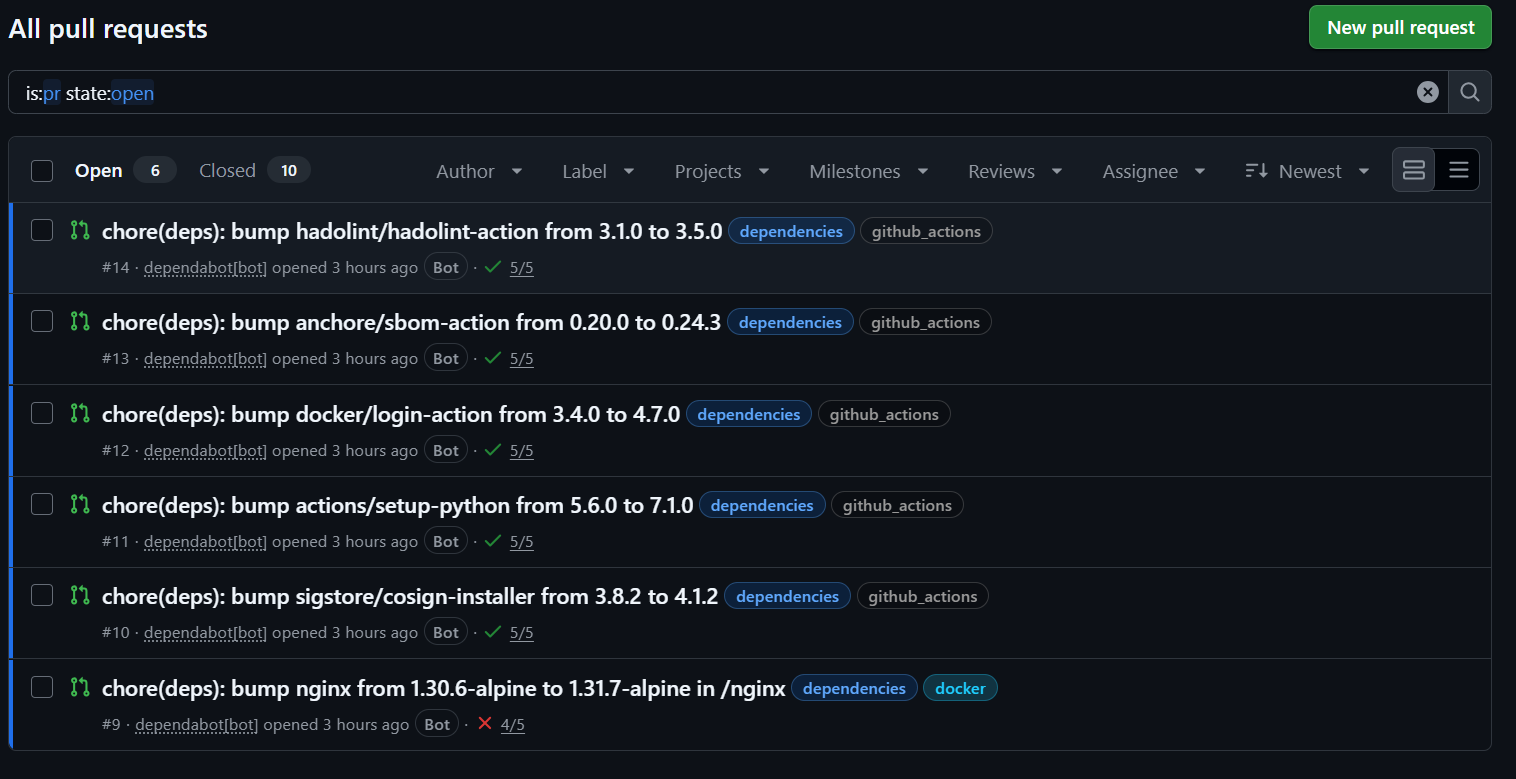 All pull requests
New pull request
is:pr state:open
Open 6 Closed 10 Author Label Projects Milestones Reviews Assignee Newest
chore(deps): bump hadolint/hadolint-action from 3.1.0 to 3.5.0 dependencies github_actions
#14 · dependabot[bot] opened 3 hours ago Bot · 5/5
chore(deps): bump anchore/sbom-action from 0.20.0 to 0.24.3 dependencies github_actions
#13 · dependabot[bot] opened 3 hours ago Bot · 5/5
chore(deps): bump docker/login-action from 3.4.0 to 4.7.0 dependencies github_actions
#12 · dependabot[bot] opened 3 hours ago Bot · 5/5
chore(deps): bump actions/setup-python from 5.6.0 to 7.1.0 dependencies github_actions
#11 · dependabot[bot] opened 3 hours ago Bot · 5/5
chore(deps): bump sigstore/cosign-installer from 3.8.2 to 4.1.2 dependencies github_actions
#10 · dependabot[bot] opened 3 hours ago Bot · 5/5
chore(deps): bump nginx from 1.30.6-alpine to 1.31.7-alpine in /nginx dependencies docker
#9 · dependabot[bot] opened 3 hours ago Bot · 4/5